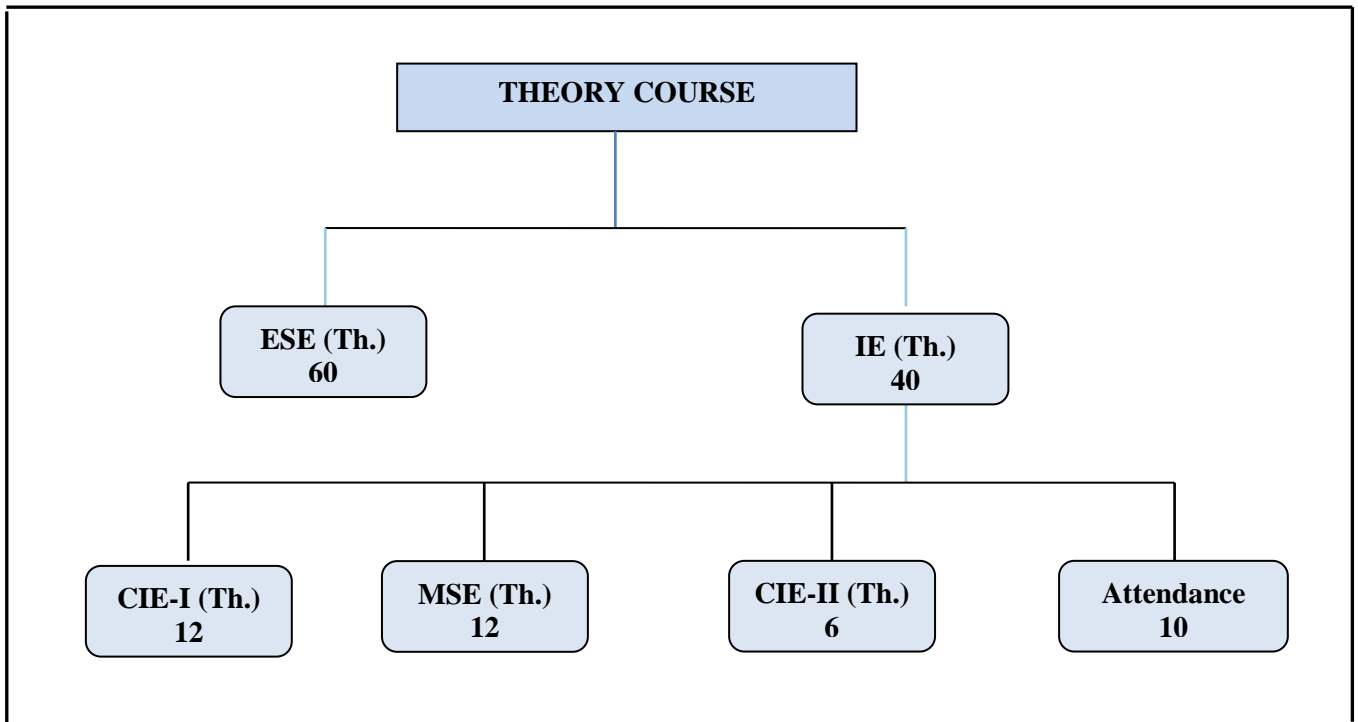 THEORY COURSE
ESE (Th.)
60
IE (Th.)
40
CIE-I (Th.)
12
MSE (Th.)
12
CIE-II (Th.)
6
Attendance
10